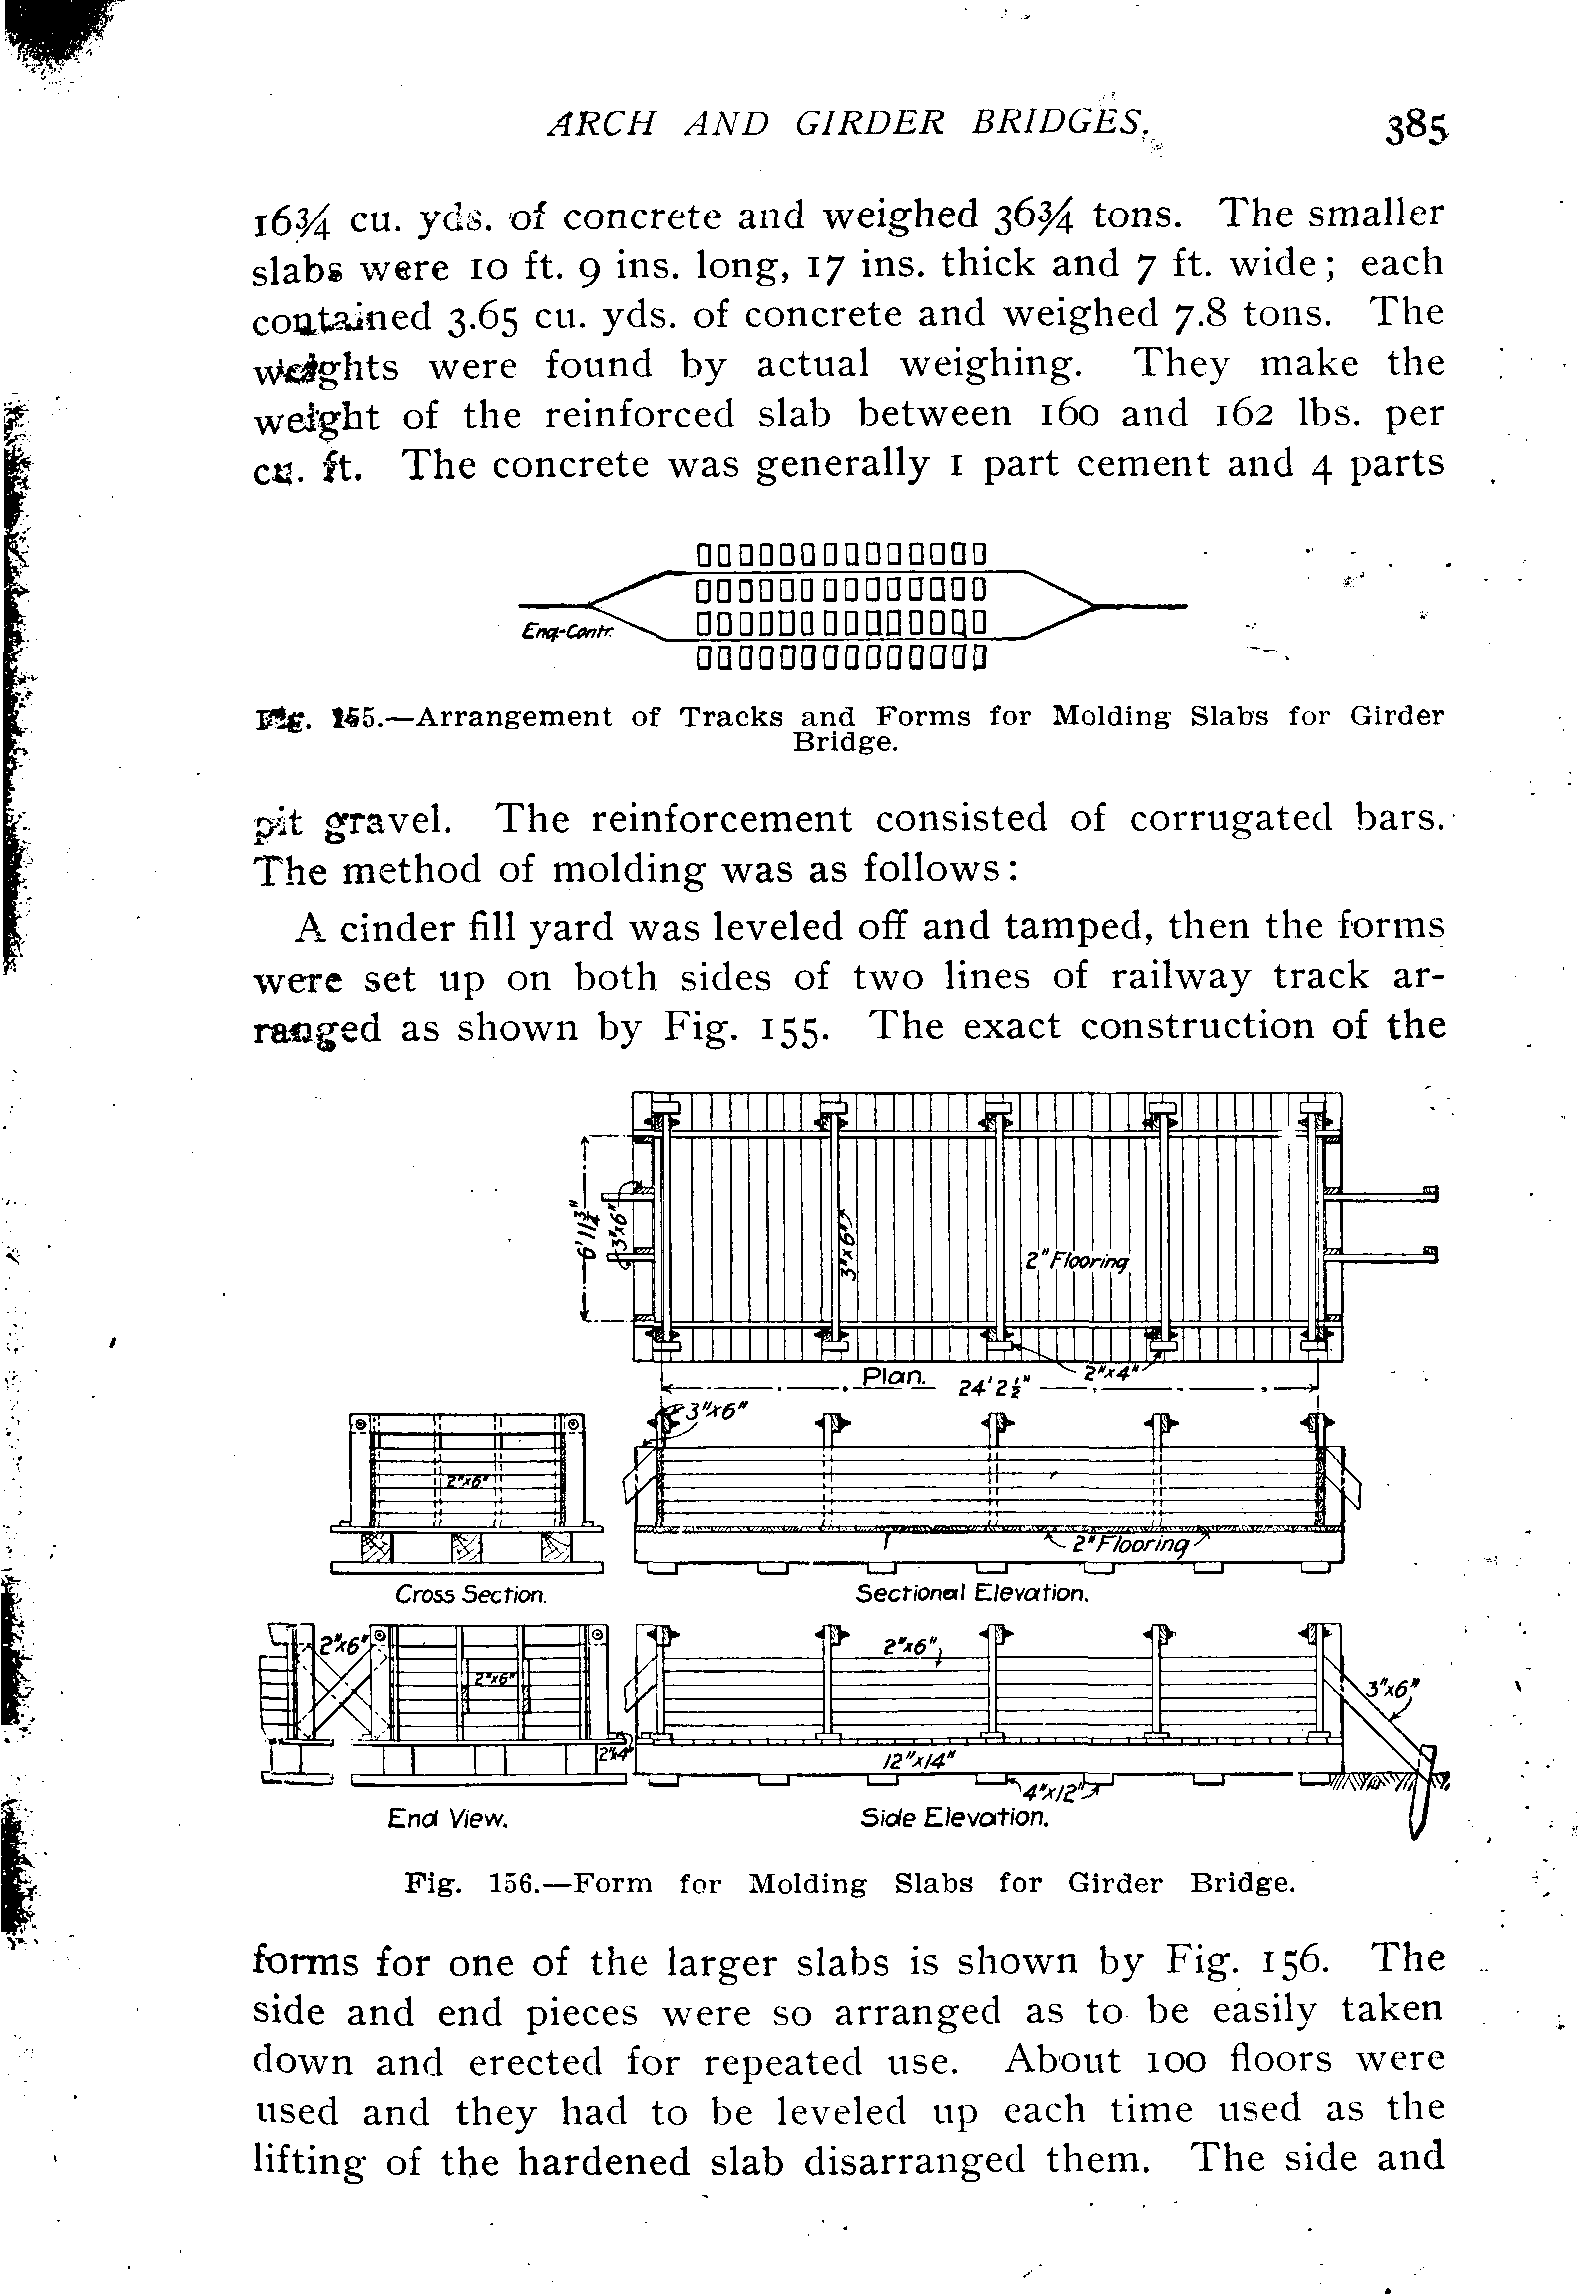 ARCH AND GIRDER BRIDGES. 385
16¾ cu. yds. of concrete and weighed 36¾ tons. The smaller
slabs were 10 ft. 9 ins. long, 17 ins. thick and 7 ft. wide; each
contained 3.65 cu. yds. of concrete and weighed 7.8 tons. The
weights were found by actual weighing. They make the
weight of the reinforced slab between 160 and 162 lbs. per
cu. ft. The concrete was generally 1 part cement and 4 parts
Eng-Contr.
Fig. 155.—Arrangement of Tracks and Forms for Molding Slabs for Girder
Bridge.
pit gravel. The reinforcement consisted of corrugated bars.
The method of molding was as follows:
A cinder fill yard was leveled off and tamped, then the forms
were set up on both sides of two lines of railway track ar-
ranged as shown by Fig. 155. The exact construction of the
6'11¾"
3"x6"
3"x6"
2"Flooring
Plan.
24'2½"
2"x4"
3"x6"
2"x6"
2"Flooring
Cross Section.
Sectional Elevation.
2"x6"
2"x6"
2"x4"
2"x6"
3"x6"
12"x14"
4"x12"
End View.
Side Elevation.
Fig. 156.—Form for Molding Slabs for Girder Bridge.
forms for one of the larger slabs is shown by Fig. 156. The
side and end pieces were so arranged as to be easily taken
down and erected for repeated use. About 100 floors were
used and they had to be leveled up each time used as the
lifting of the hardened slab disarranged them. The side and